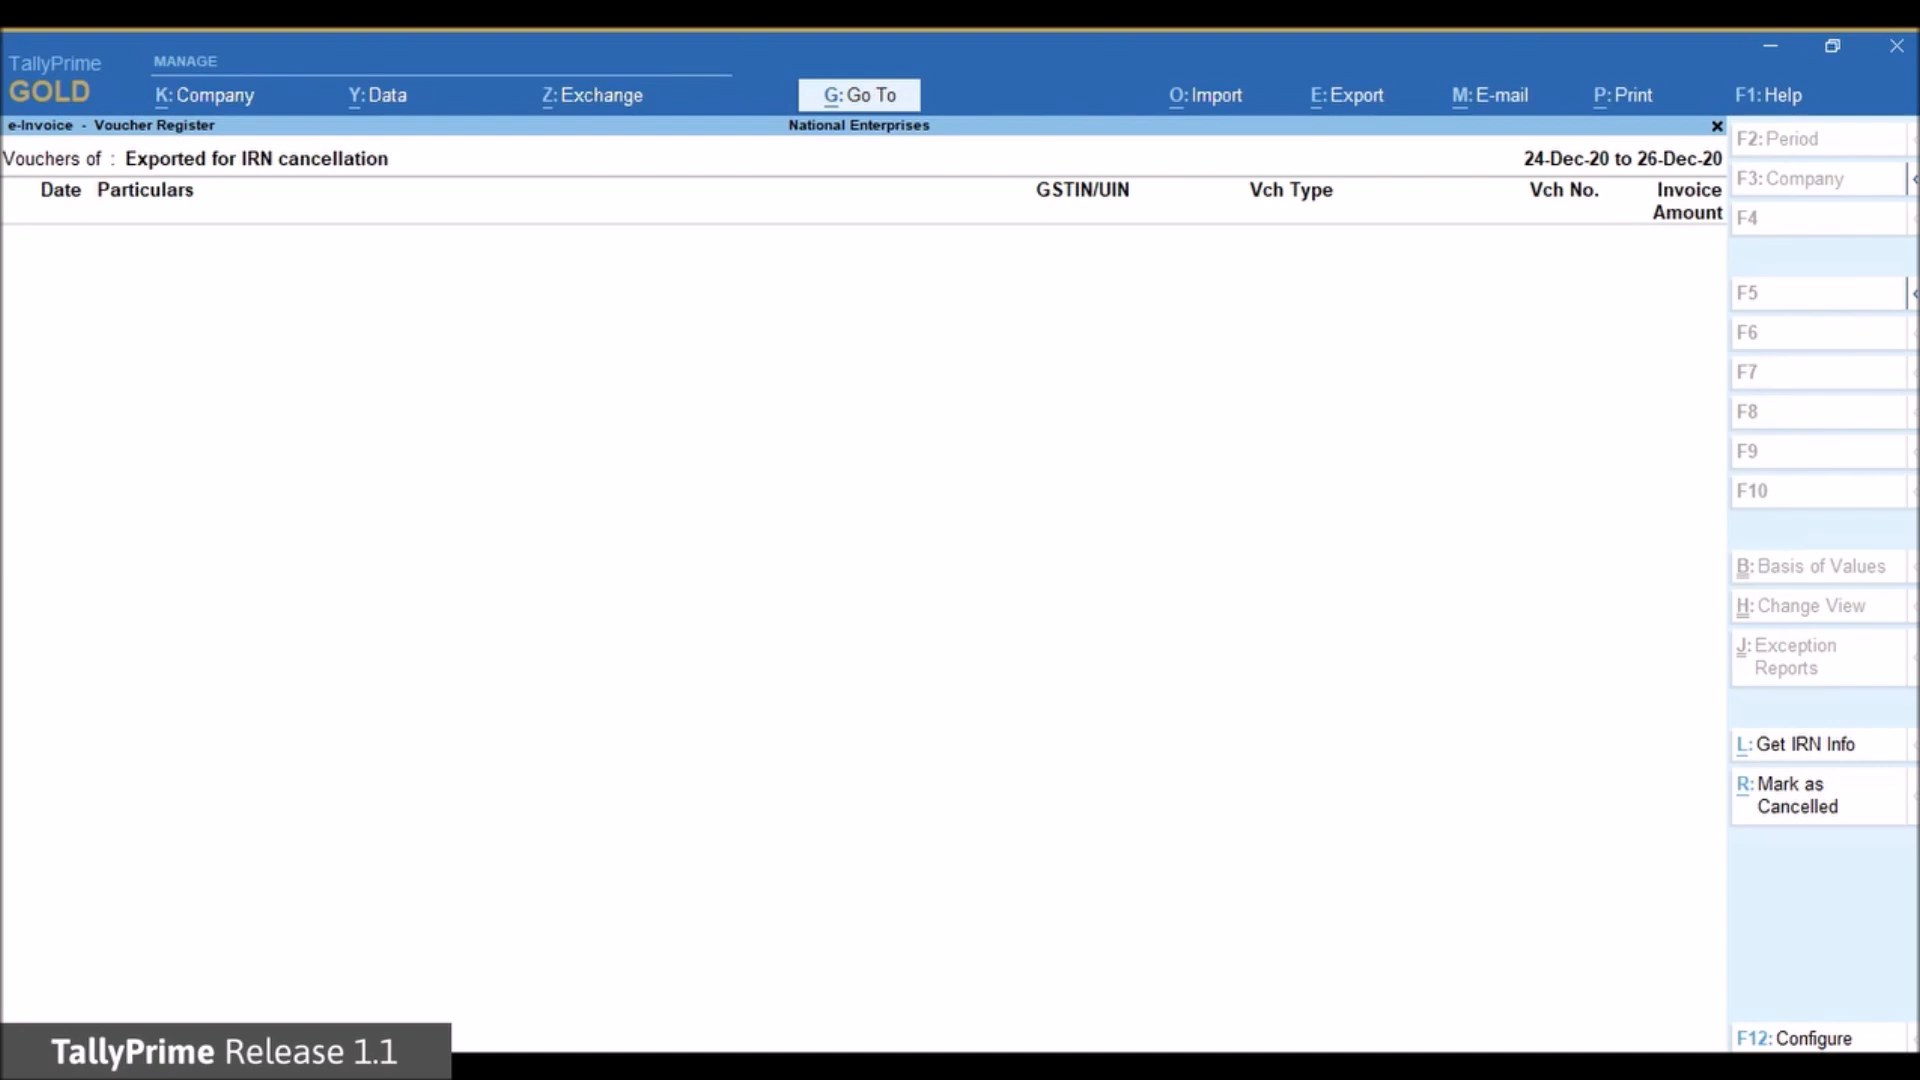 TallyPrime
GOLD
MANAGE
K: Company
Y: Data
Z: Exchange
G: Go To
O: Import
E: Export
M: E-mail
P: Print
F1: Help
e-Invoice - Voucher Register
National Enterprises
Vouchers of : Exported for IRN cancellation
24-Dec-20 to 26-Dec-20
Date Particulars GSTIN/UIN Vch Type Vch No. Invoice
Amount
F2: Period
F3: Company
F4
F5
F6
F7
F8
F9
F10
B: Basis of Values
H: Change View
J: Exception
Reports
L: Get IRN Info
R: Mark as
Cancelled
F12: Configure
TallyPrime Release 1.1